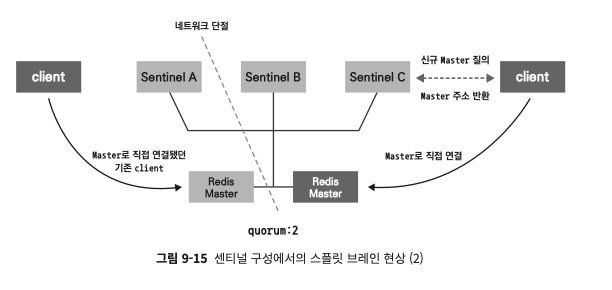 네트워크 단절
client
Sentinel A
Sentinel B
Sentinel C
신규 Master 질의
Master 주소 반환
client
Master로 직접 연결됐던
기존 client
Redis
Master
Redis
Master
Master로 직접 연결
quorum:2
그림 9-15 센티널 구성에서의 스플릿 브레인 현상 (2)